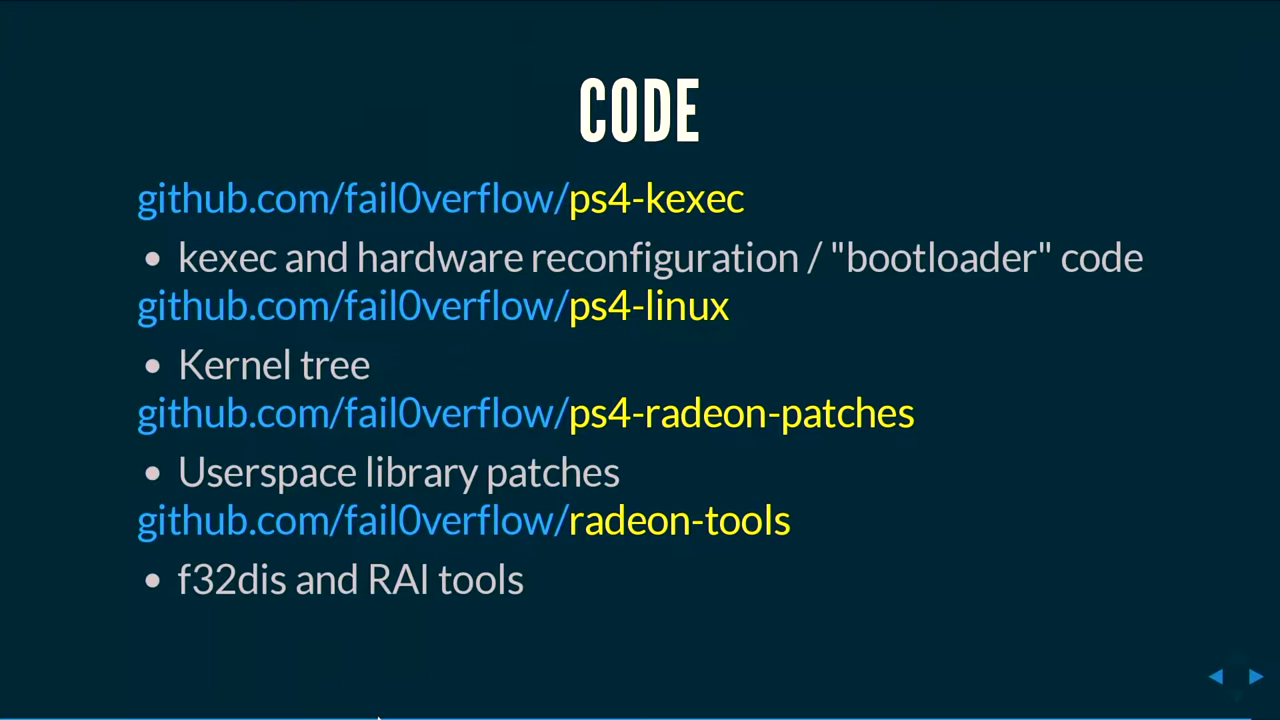 CODE
github.com/fail0verflow/ps4-kexec
• kexec and hardware reconfiguration / "bootloader" code
github.com/fail0verflow/ps4-linux
• Kernel tree
github.com/fail0verflow/ps4-radeon-patches
• Userspace library patches
github.com/fail0verflow/radeon-tools
• f32dis and RAI tools